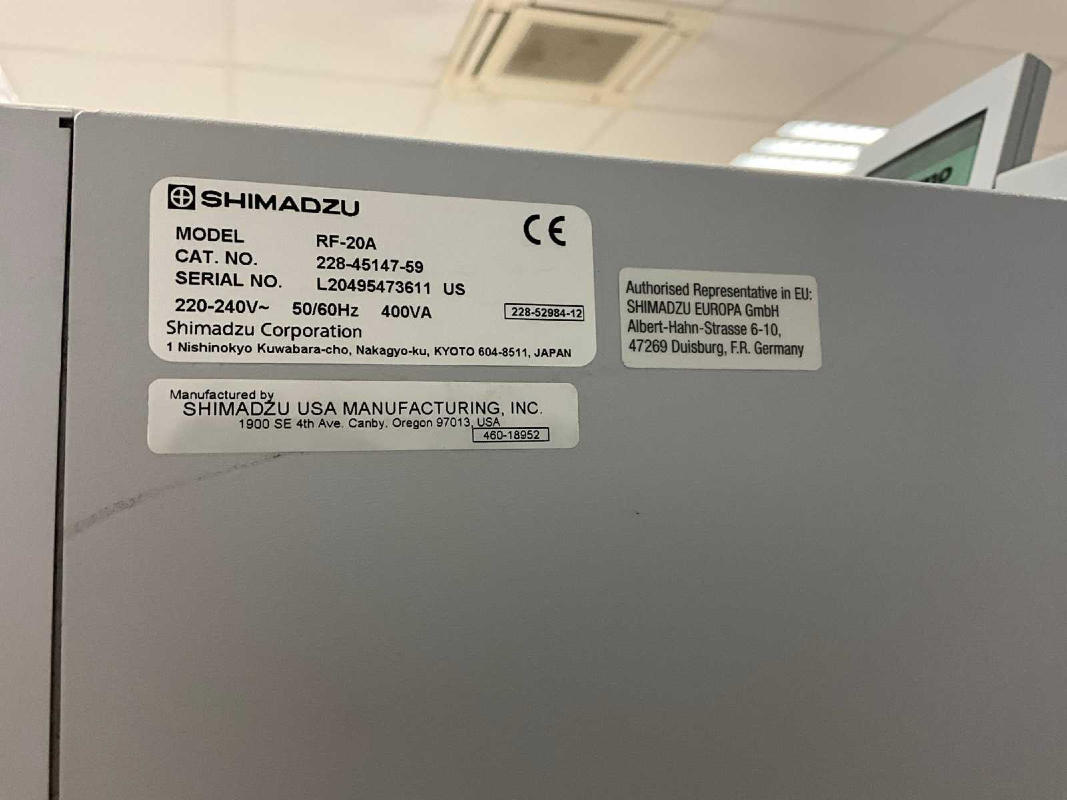 SHIMADZU
CE
MODEL RF-20A
CAT. NO. 228-45147-59
SERIAL NO. L20495473611 US
220-240V~ 50/60Hz 400VA 228-52984-12
Shimadzu Corporation
1 Nishinokyo Kuwabara-cho, Nakagyo-ku, KYOTO 604-8511, JAPAN
Authorised Representative in EU:
SHIMADZU EUROPA GmbH
Albert-Hahn-Strasse 6-10,
47269 Duisburg, F.R. Germany
Manufactured by
SHIMADZU USA MANUFACTURING, INC.
1900 SE 4th Ave. Canby, Oregon 97013, USA
460-18952